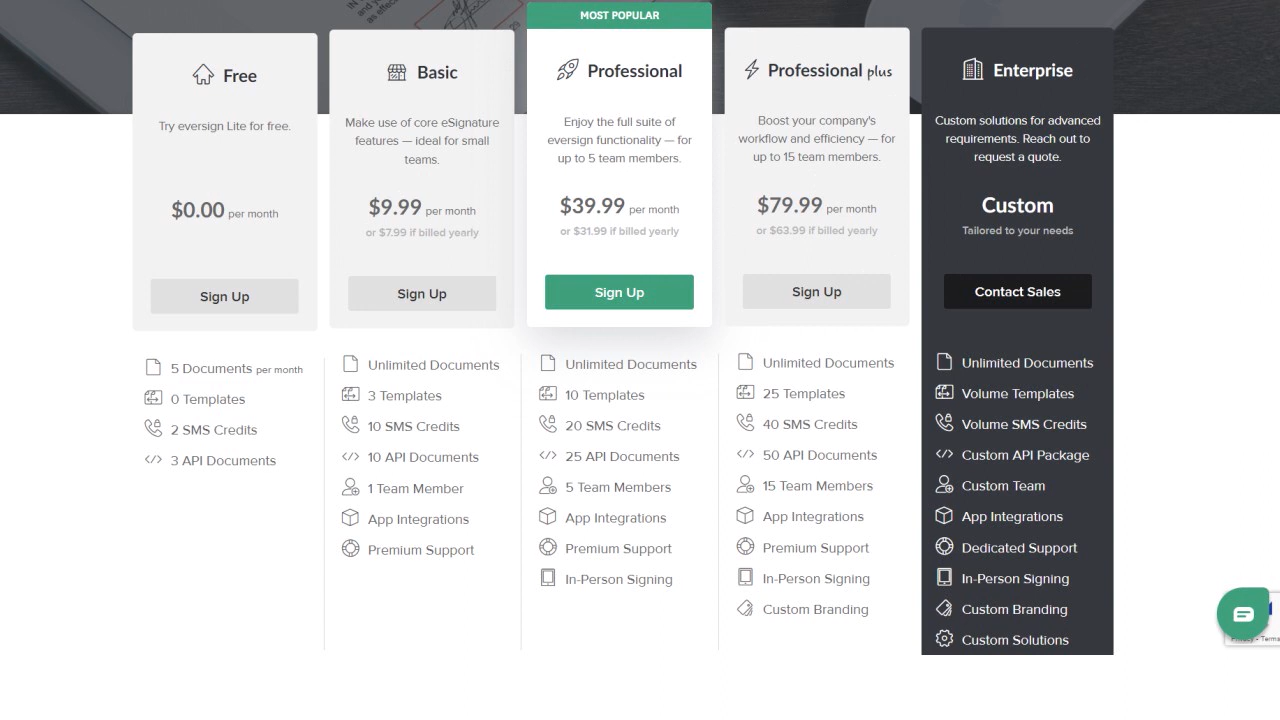 MOST POPULAR
Free
Try eversign Lite for free.
$0.00 per month
Sign Up
5 Documents per month
0 Templates
2 SMS Credits
3 API Documents
Basic
Make use of core eSignature
features — ideal for small
teams.
$9.99 per month
or $7.99 if billed yearly
Sign Up
Unlimited Documents
3 Templates
10 SMS Credits
10 API Documents
1 Team Member
App Integrations
Premium Support
Professional
Enjoy the full suite of
eversign functionality — for
up to 5 team members.
$39.99 per month
or $31.99 if billed yearly
Sign Up
Unlimited Documents
10 Templates
20 SMS Credits
25 API Documents
5 Team Members
App Integrations
Premium Support
In-Person Signing
Professional plus
Boost your company's
workflow and efficiency — for
up to 15 team members.
$79.99 per month
or $63.99 if billed yearly
Sign Up
Unlimited Documents
25 Templates
40 SMS Credits
50 API Documents
15 Team Members
App Integrations
Premium Support
In-Person Signing
Custom Branding
Enterprise
Custom solutions for advanced
requirements. Reach out to
request a quote.
Custom
Tailored to your needs
Contact Sales
Unlimited Documents
Volume Templates
Volume SMS Credits
Custom API Package
Custom Team
App Integrations
Dedicated Support
In-Person Signing
Custom Branding
Custom Solutions